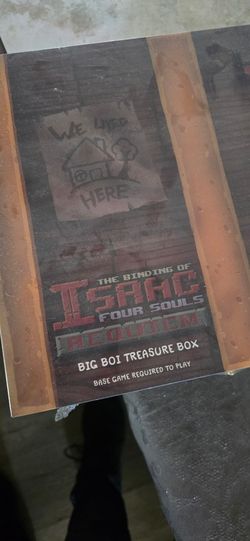 WE LIVED
HERE
THE BINDING OF
ISAAC
FOUR SOULS
REQUIEM
BIG BOI TREASURE BOX
BASE GAME REQUIRED TO PLAY